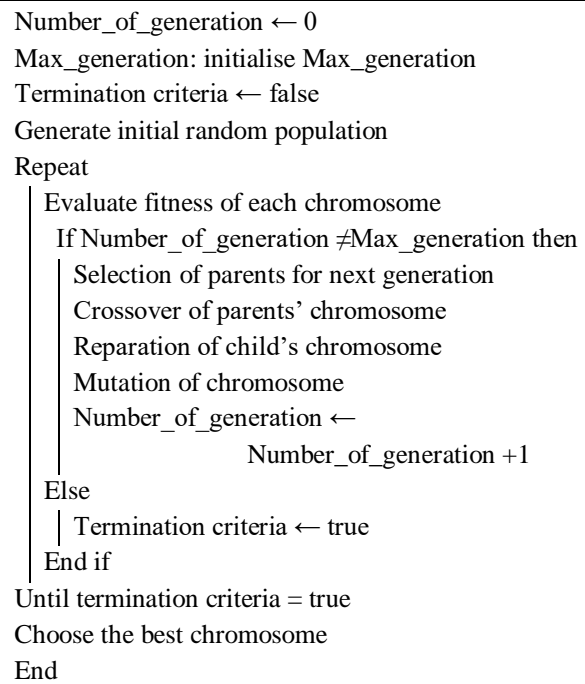 Number_of_generation ← 0
Max_generation: initialise Max_generation
Termination criteria ← false
Generate initial random population
Repeat
Evaluate fitness of each chromosome
If Number_of_generation ≠Max_generation then
Selection of parents for next generation
Crossover of parents’ chromosome
Reparation of child’s chromosome
Mutation of chromosome
Number_of_generation ←
Number_of_generation +1
Else
Termination criteria ← true
End if
Until termination criteria = true
Choose the best chromosome
End